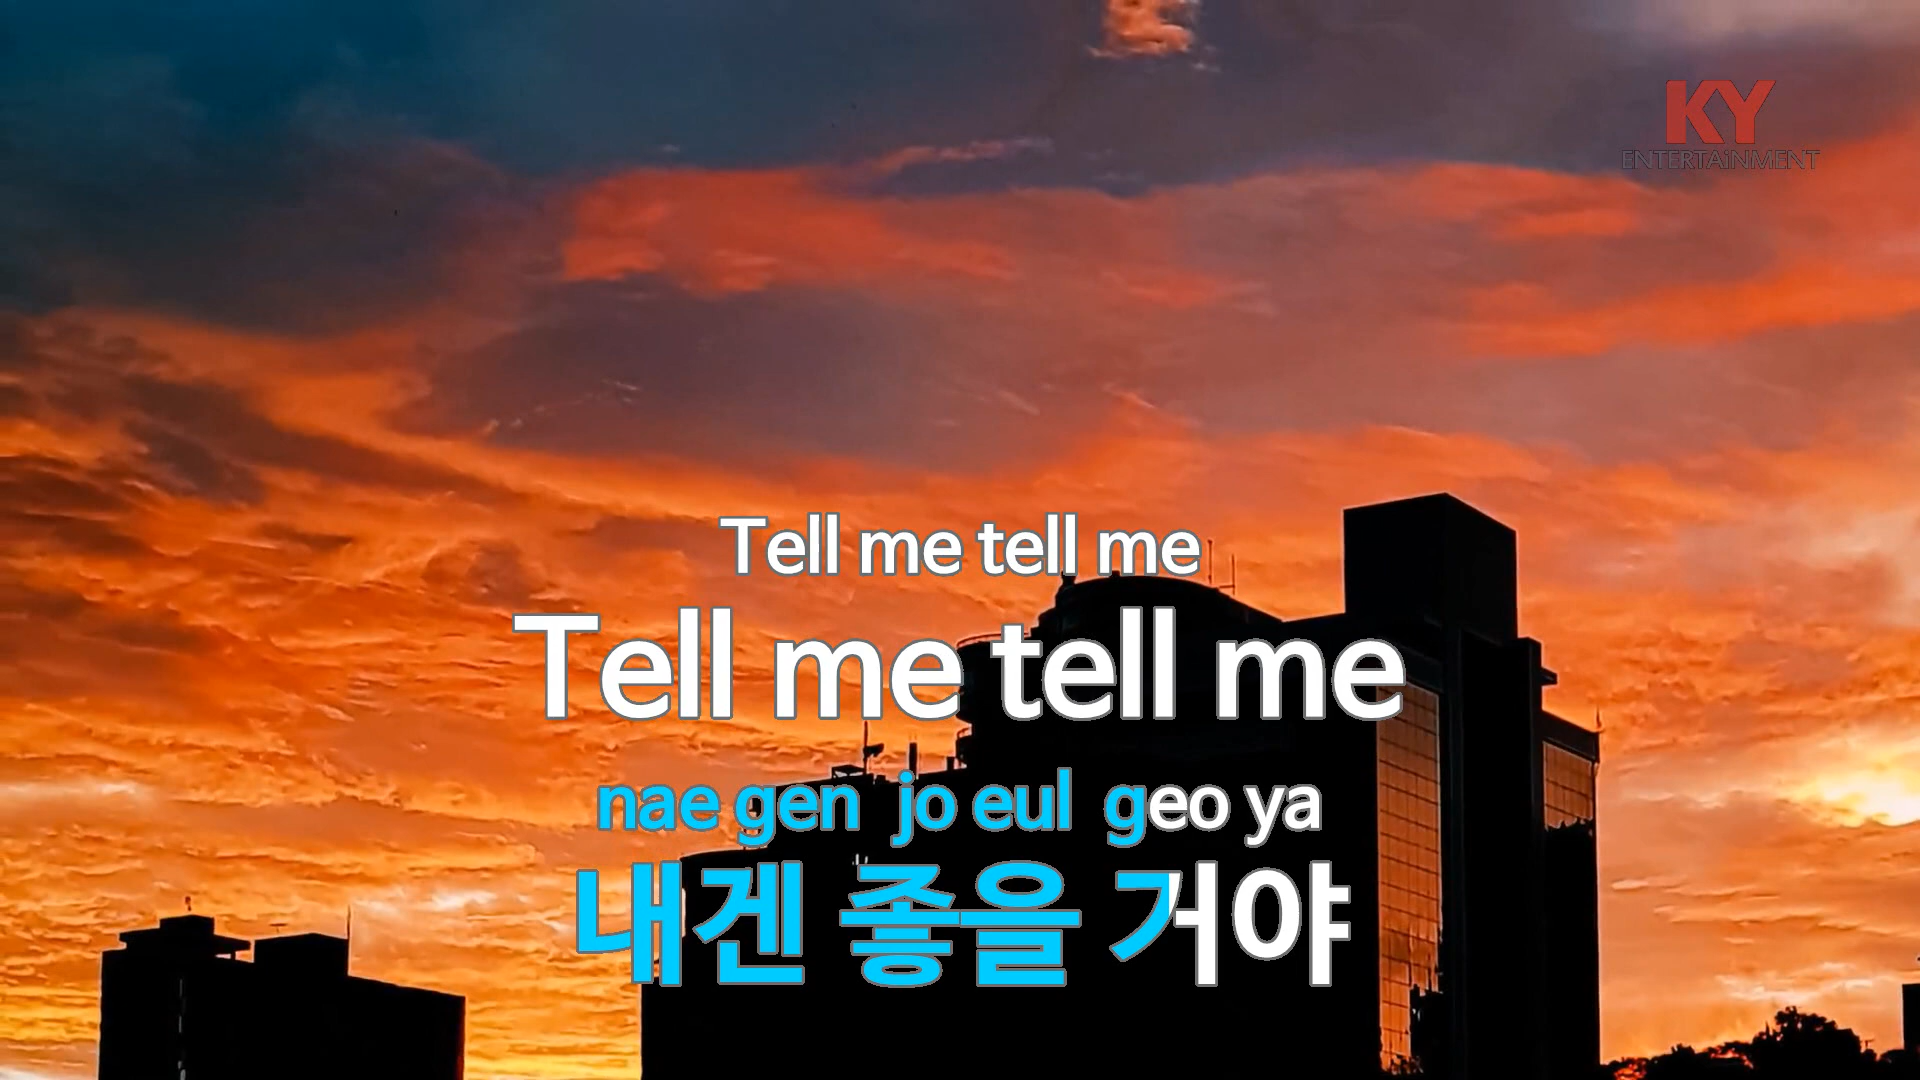 KY
ENTERTAiNMENT
Tell me tell me
Tell me tell me
nae gen jo eul geo ya
내겐 좋을 거야